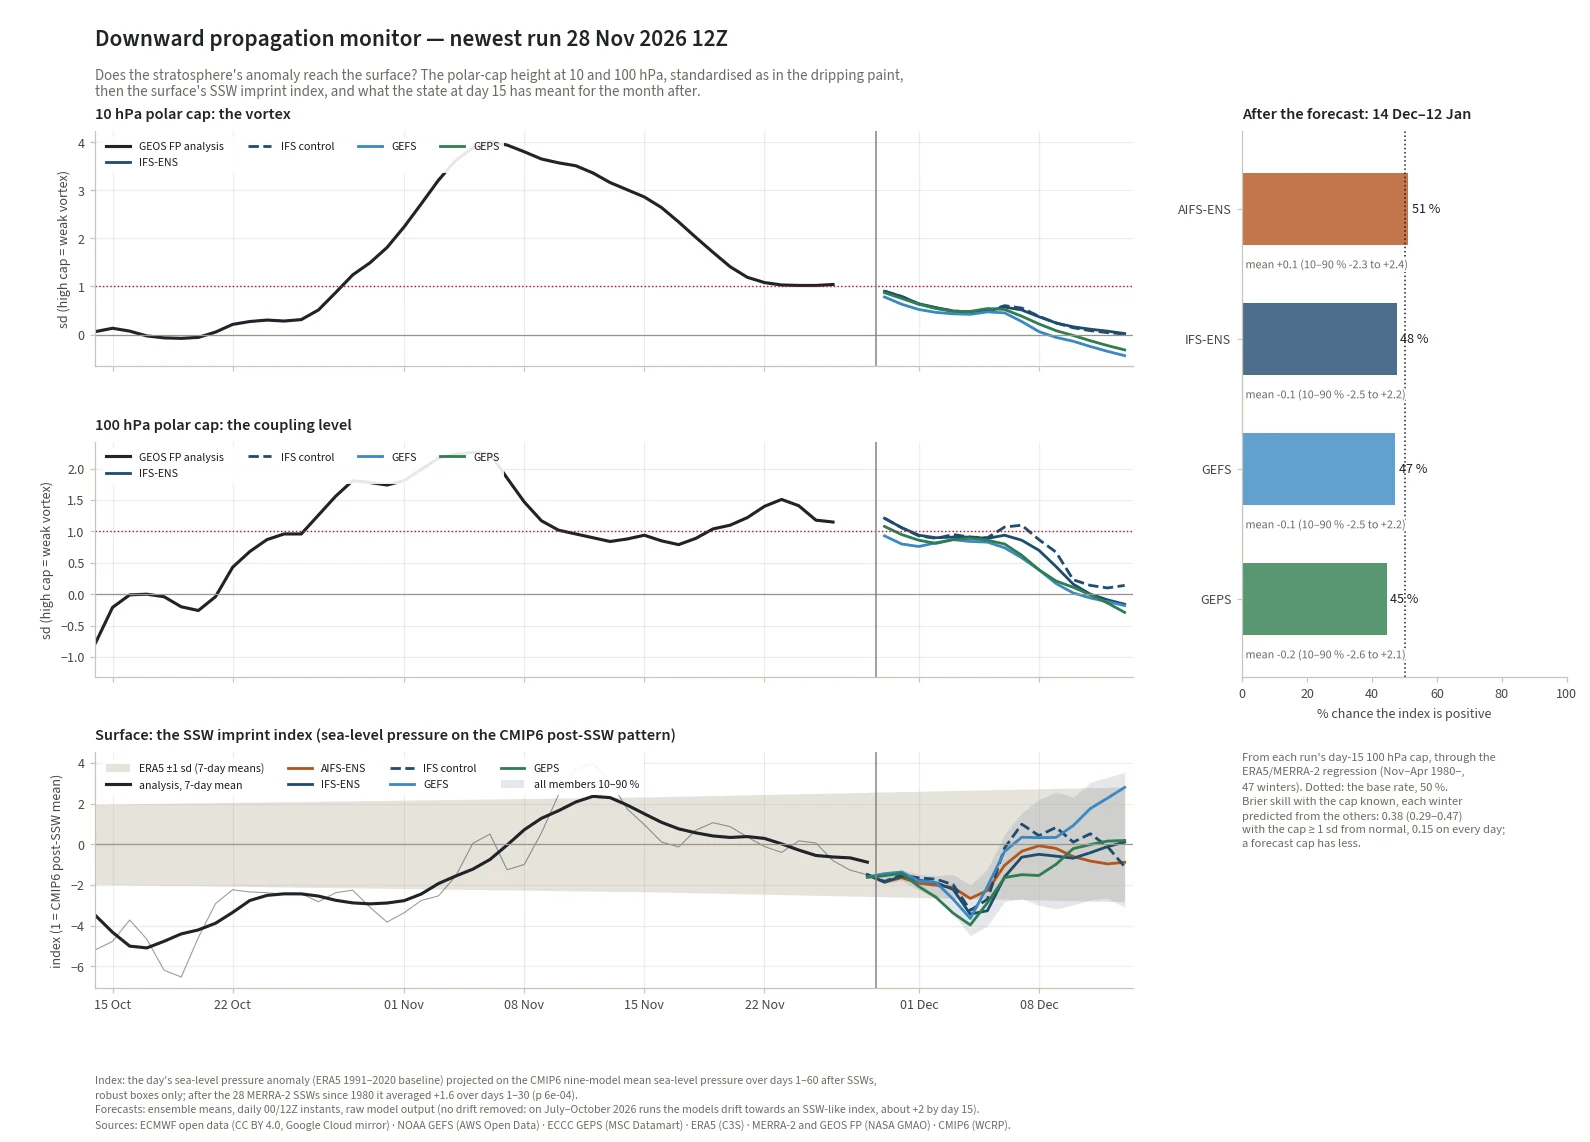 Downward propagation monitor — newest run 28 Nov 2026 12Z
Does the stratosphere's anomaly reach the surface? The polar-cap height at 10 and 100 hPa, standardised as in the dripping paint,
then the surface's SSW imprint index, and what the state at day 15 has meant for the month after.
10 hPa polar cap: the vortex
GEOS FP analysis
IFS control
GEFS
GEPS
IFS-ENS
sd (high cap = weak vortex)
4
3
2
1
0
100 hPa polar cap: the coupling level
GEOS FP analysis
IFS control
GEFS
GEPS
IFS-ENS
sd (high cap = weak vortex)
2.0
1.5
1.0
0.5
0.0
−0.5
−1.0
Surface: the SSW imprint index (sea-level pressure on the CMIP6 post-SSW pattern)
ERA5 ±1 sd (7-day means)
AIFS-ENS
IFS control
GEPS
analysis, 7-day mean
IFS-ENS
GEFS
all members 10–90 %
index (1 = CMIP6 post-SSW mean)
4
2
0
−2
−4
−6
15 Oct
22 Oct
01 Nov
08 Nov
15 Nov
22 Nov
01 Dec
08 Dec
After the forecast: 14 Dec–12 Jan
AIFS-ENS
51 %
mean +0.1 (10–90 % -2.3 to +2.4)
IFS-ENS
48 %
mean -0.1 (10–90 % -2.5 to +2.2)
GEFS
47 %
mean -0.1 (10–90 % -2.5 to +2.2)
GEPS
45 %
mean -0.2 (10–90 % -2.6 to +2.1)
0
20
40
60
80
100
% chance the index is positive
From each run's day-15 100 hPa cap, through the
ERA5/MERRA-2 regression (Nov–Apr 1980–,
47 winters). Dotted: the base rate, 50 %.
Brier skill with the cap known, each winter
predicted from the others: 0.38 (0.29–0.47)
with the cap ≥ 1 sd from normal, 0.15 on every day;
a forecast cap has less.
Index: the day's sea-level pressure anomaly (ERA5 1991–2020 baseline) projected on the CMIP6 nine-model mean sea-level pressure over days 1–60 after SSWs,
robust boxes only; after the 28 MERRA-2 SSWs since 1980 it averaged +1.6 over days 1–30 (p 6e-04).
Forecasts: ensemble means, daily 00/12Z instants, raw model output (no drift removed: on July–October 2026 runs the models drift towards an SSW-like index, about +2 by day 15).
Sources: ECMWF open data (CC BY 4.0, Google Cloud mirror) · NOAA GEFS (AWS Open Data) · ECCC GEPS (MSC Datamart) · ERA5 (C3S) · MERRA-2 and GEOS FP (NASA GMAO) · CMIP6 (WCRP).